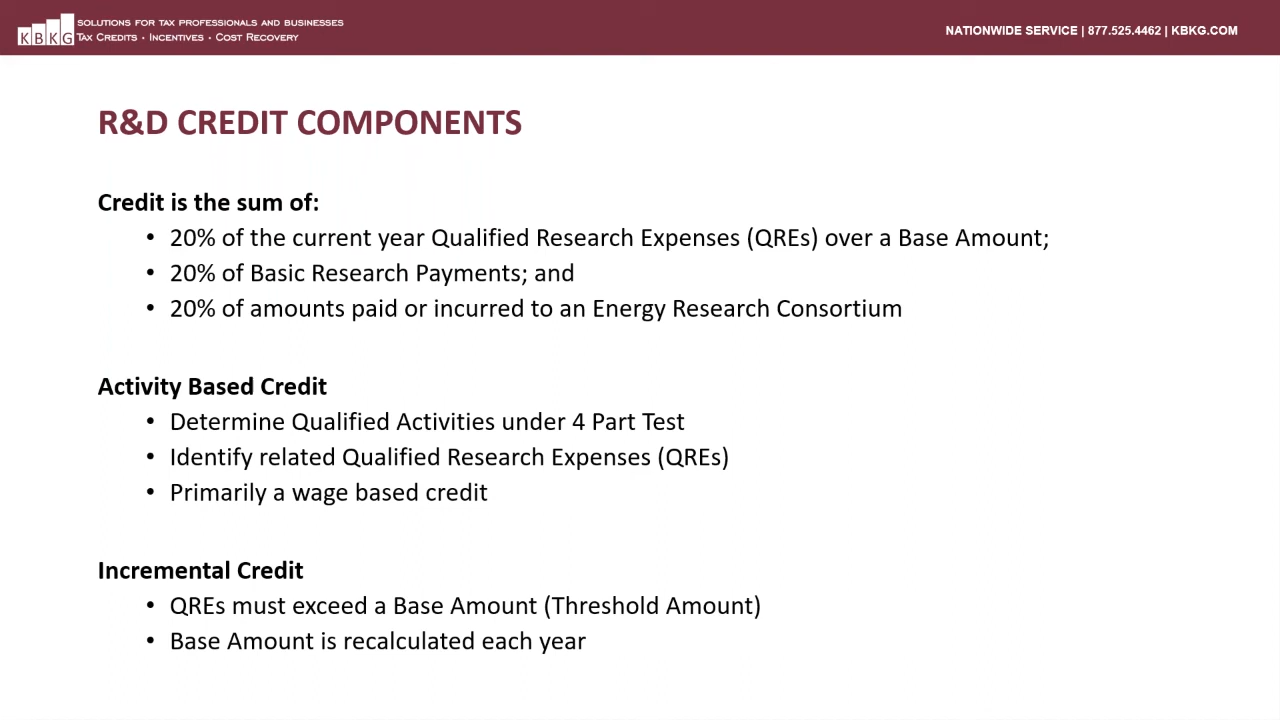 KBKG
SOLUTIONS FOR TAX PROFESSIONALS AND BUSINESSES
TAX CREDITS · INCENTIVES · COST RECOVERY
NATIONWIDE SERVICE | 877.525.4462 | KBKG.COM
R&D CREDIT COMPONENTS
Credit is the sum of:
• 20% of the current year Qualified Research Expenses (QREs) over a Base Amount;
• 20% of Basic Research Payments; and
• 20% of amounts paid or incurred to an Energy Research Consortium
Activity Based Credit
• Determine Qualified Activities under 4 Part Test
• Identify related Qualified Research Expenses (QREs)
• Primarily a wage based credit
Incremental Credit
• QREs must exceed a Base Amount (Threshold Amount)
• Base Amount is recalculated each year